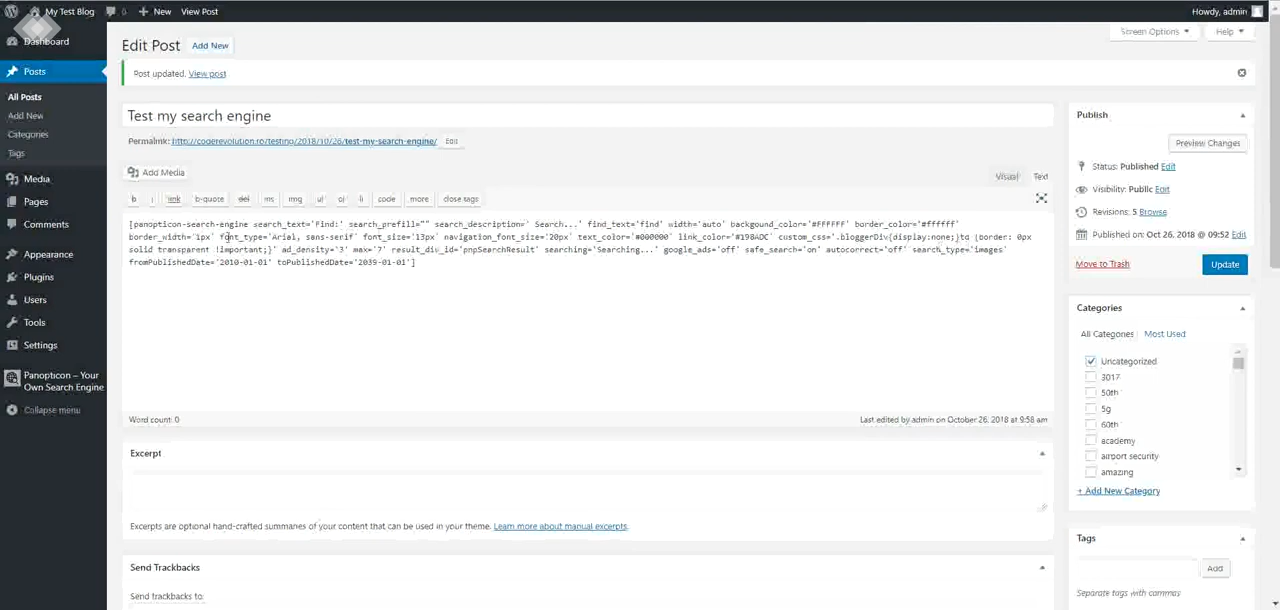 My Test Blog 0 New View Post Howdy, admin
Dashboard
Posts
All Posts
Add New
Categories
Tags
Media
Pages
Comments
Appearance
Plugins
Users
Tools
Settings
Panopticon – Your
Own Search Engine
Collapse menu
Screen Options Help
Edit Post Add New
Post updated. View post
Test my search engine
Permalink: http://coderevolution.ro/testing/2018/10/26/test-my-search-engine/ Edit
Add Media
Visual Text
b i link b-quote del ins img ul ol li code more close tags
[panopticon-search-engine search_text='Find:' search_prefill="" search_description=' Search...' find_text='find' width='auto' backgound_color='#FFFFFF' border_color='#ffffff'
border_width='1px' font_type='Arial, sans-serif' font_size='13px' navigation_font_size='20px' text_color='#000000' link_color='#198ADC' custom_css='.bloggerDiv{display:none;}td {border: 0px
solid transparent !important;}' ad_density='3' max='7' result_div_id='pnpSearchResult' searching='Searching...' google_ads='off' safe_search='on' autocorrect='off' search_type='images'
fromPublishedDate='2010-01-01' toPublishedDate='2039-01-01']
Word count: 0 Last edited by admin on October 26, 2018 at 9:58 am
Excerpt
Excerpts are optional hand-crafted summaries of your content that can be used in your theme. Learn more about manual excerpts.
Send Trackbacks
Send trackbacks to:
Publish
Preview Changes
Status: Published Edit
Visibility: Public Edit
Revisions: 5 Browse
Published on: Oct 26, 2018 @ 09:52 Edit
Move to Trash Update
Categories
All Categories Most Used
Uncategorized
3017
50th
5g
60th
academy
airport security
amazing
+ Add New Category
Tags
Add
Separate tags with commas